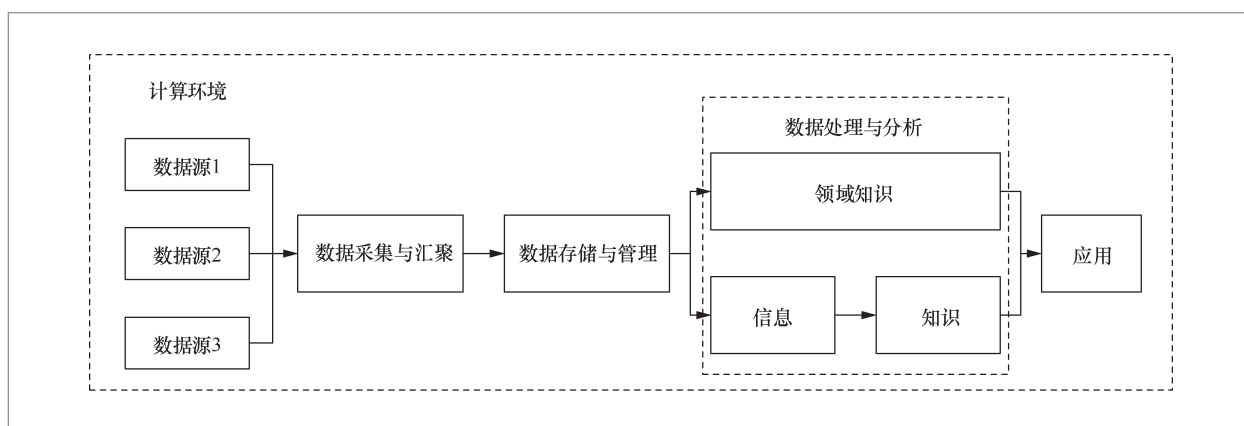 计算环境
数据源1
数据源2
数据源3
数据采集与汇聚
数据存储与管理
数据处理与分析
领域知识
信息
知识
应用